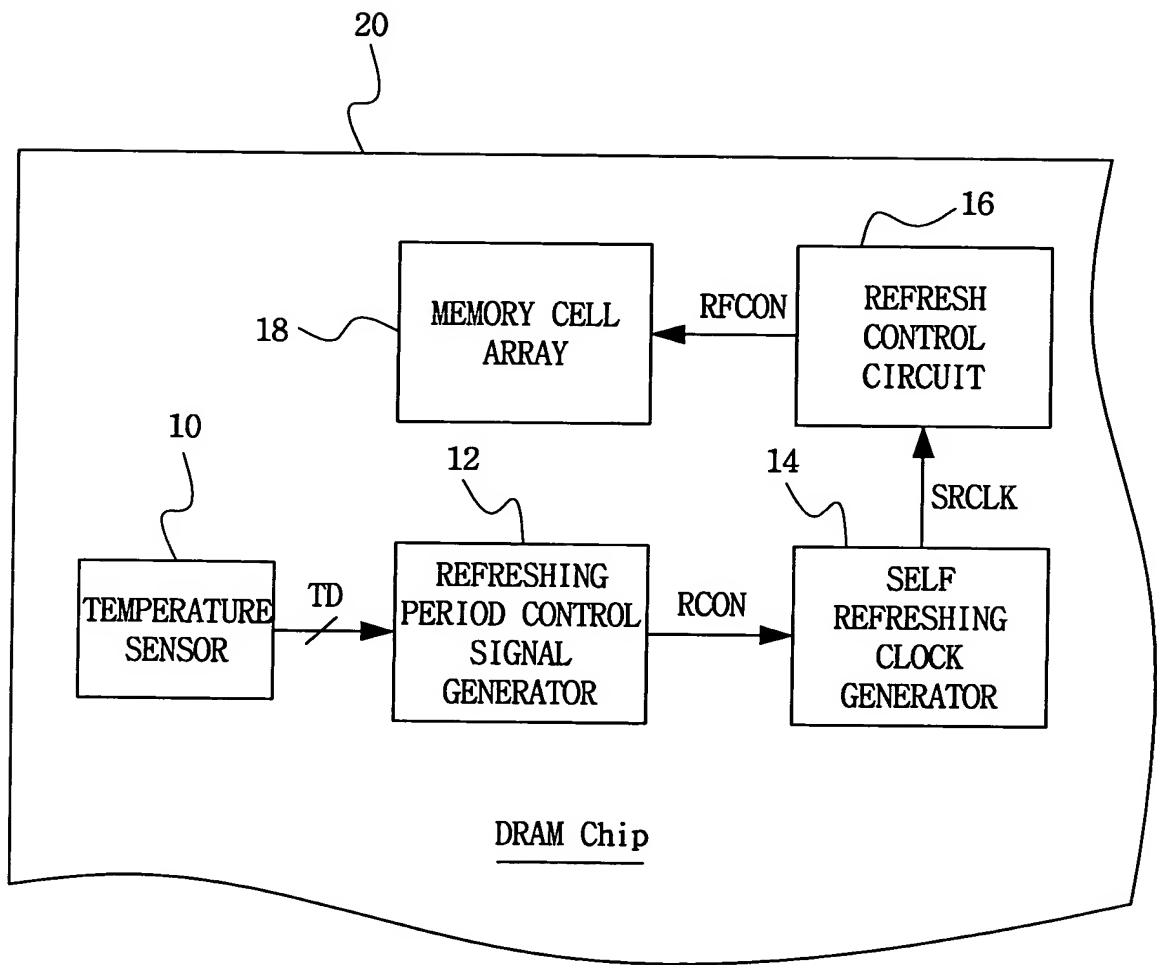 20
16
MEMORY CELL
ARRAY
18
RFCON
REFRESH
CONTROL
CIRCUIT
10
12
14
SRCLK
TEMPERATURE
SENSOR
TD
REFRESHING
PERIOD CONTROL
SIGNAL
GENERATOR
RCON
SELF
REFRESHING
CLOCK
GENERATOR
DRAM Chip